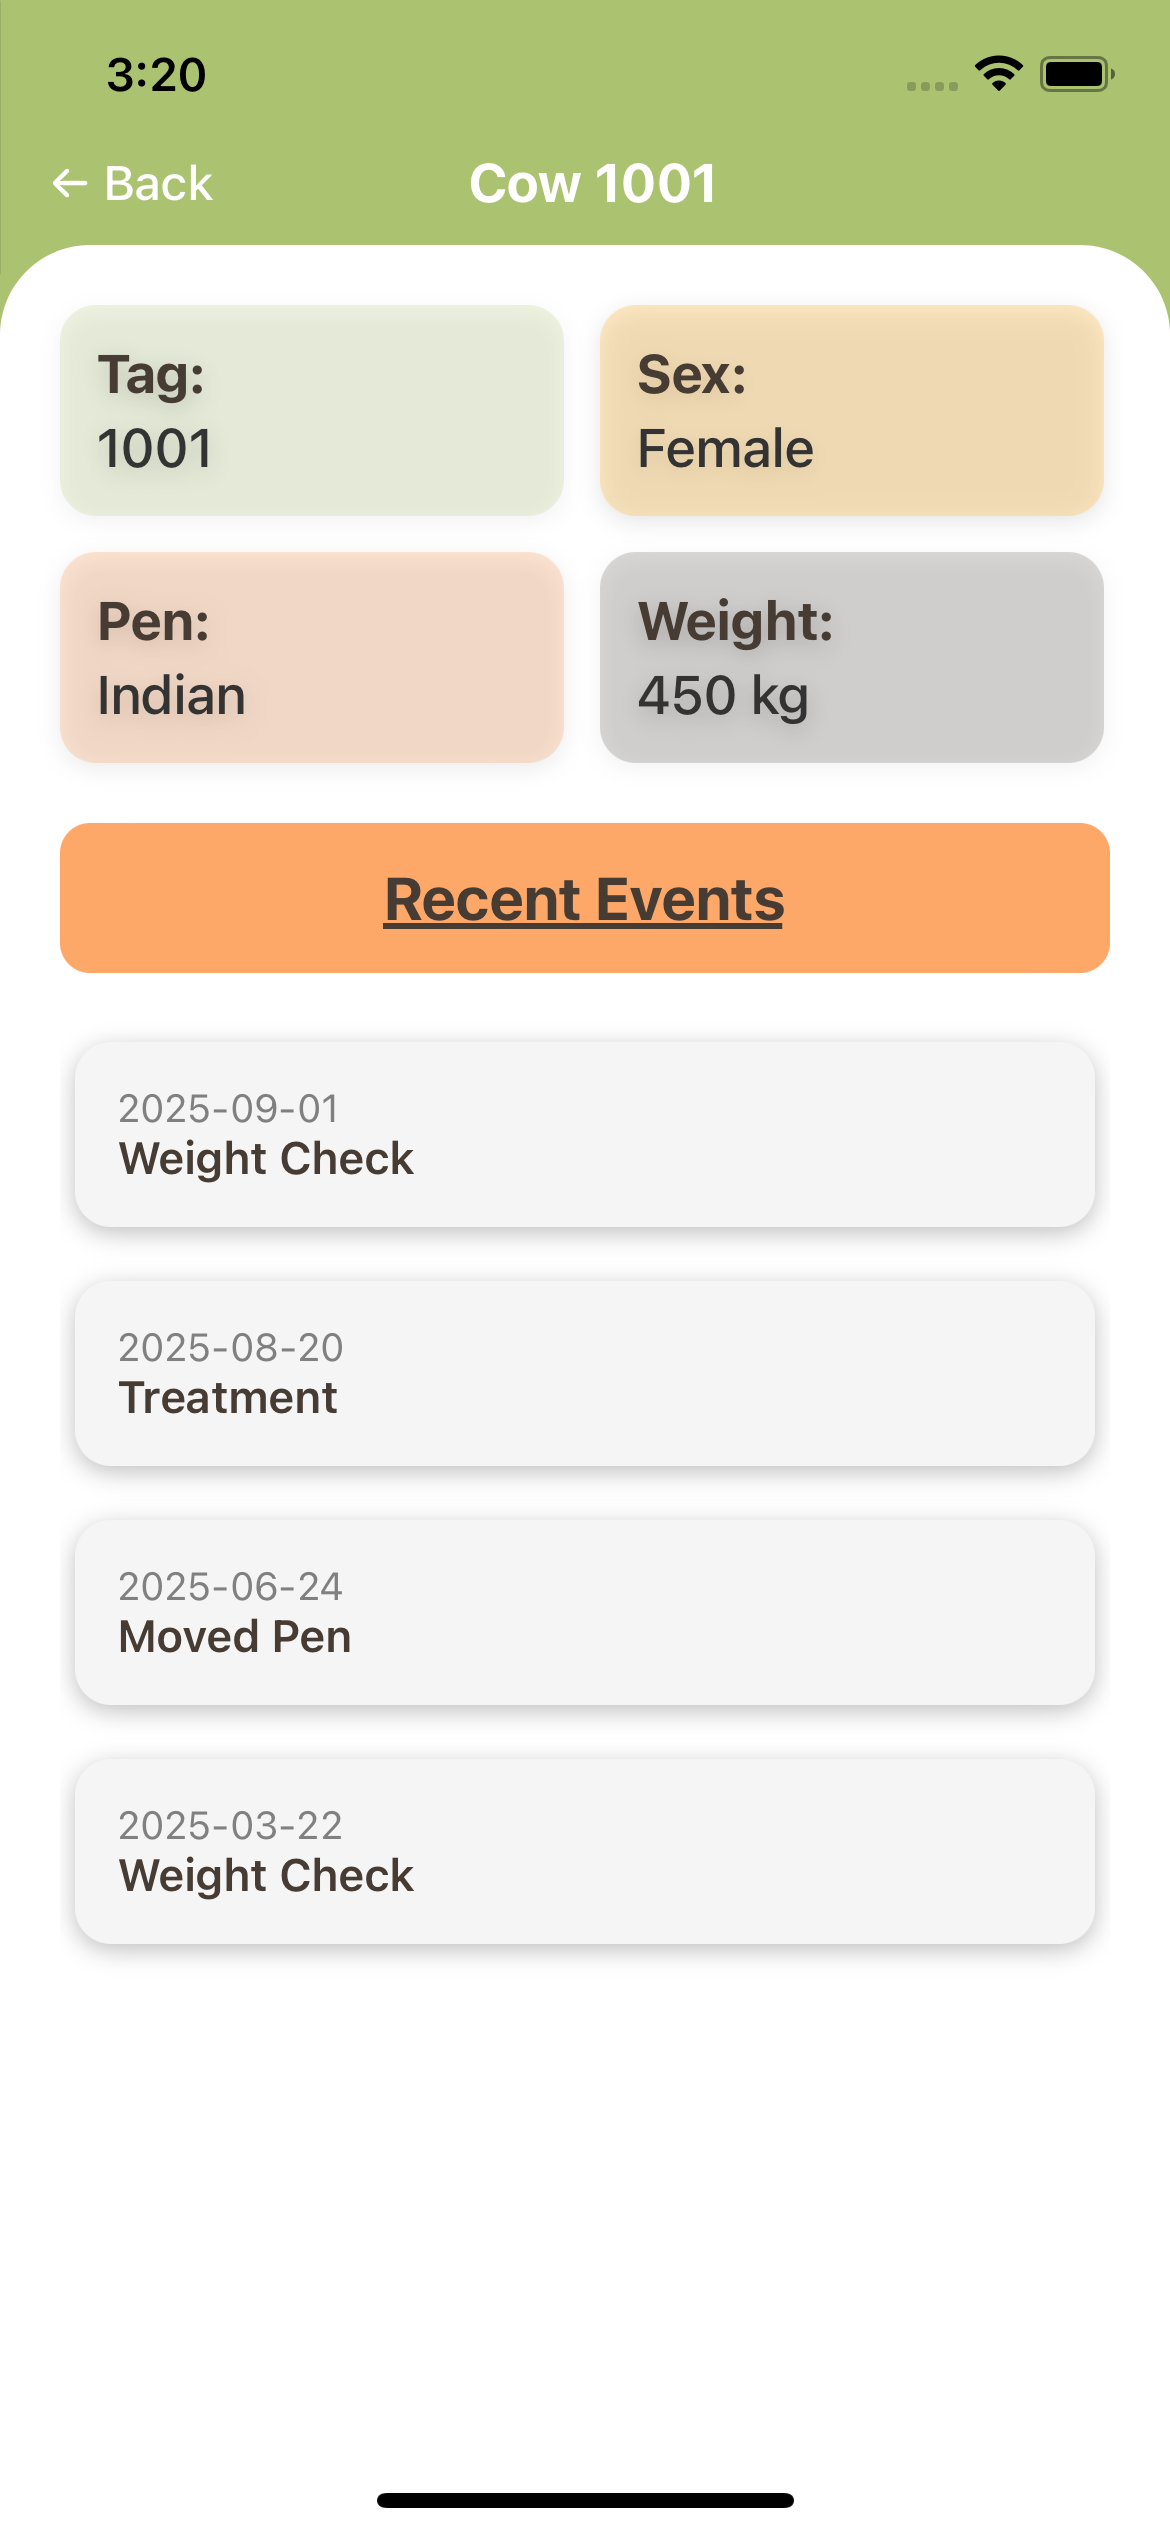 3:20
← Back
Cow 1001
Tag:
1001
Sex:
Female
Pen:
Indian
Weight:
450 kg
Recent Events
2025-09-01
Weight Check
2025-08-20
Treatment
2025-06-24
Moved Pen
2025-03-22
Weight Check